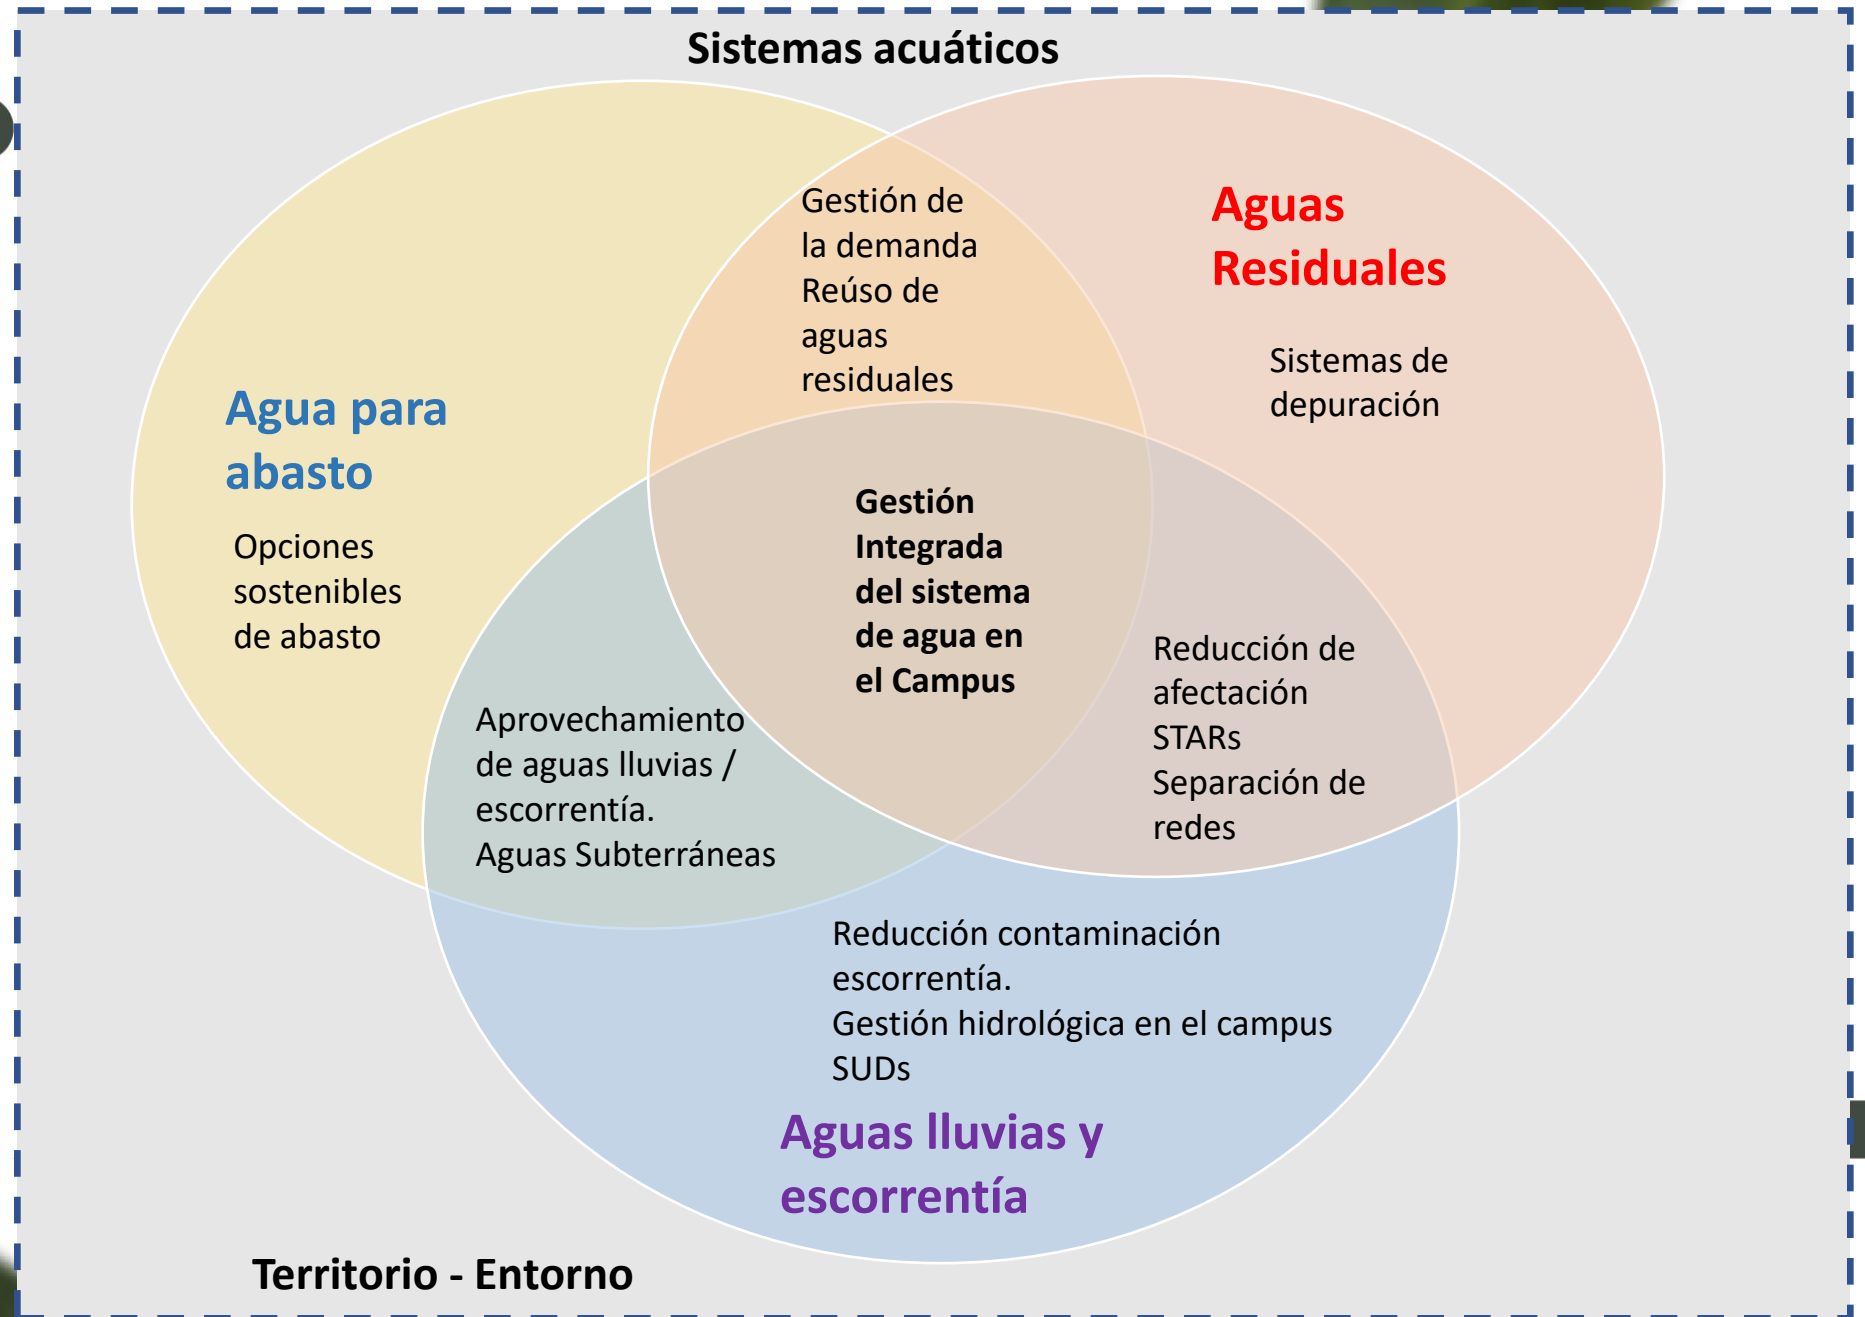 Sistemas acuáticos
Gestión de
la demanda
Reúso de
aguas
residuales
Aguas
Residuales
Sistemas de
depuración
Agua para
abasto
Opciones
sostenibles
de abasto
Gestión
Integrada
del sistema
de agua en
el Campus
Reducción de
afectación
STARs
Separación de
redes
Aprovechamiento
de aguas lluvias /
escorrentía.
Aguas Subterráneas
Reducción contaminación
escorrentía.
Gestión hidrológica en el campus
SUDs
Aguas lluvias y
escorrentía
Territorio - Entorno